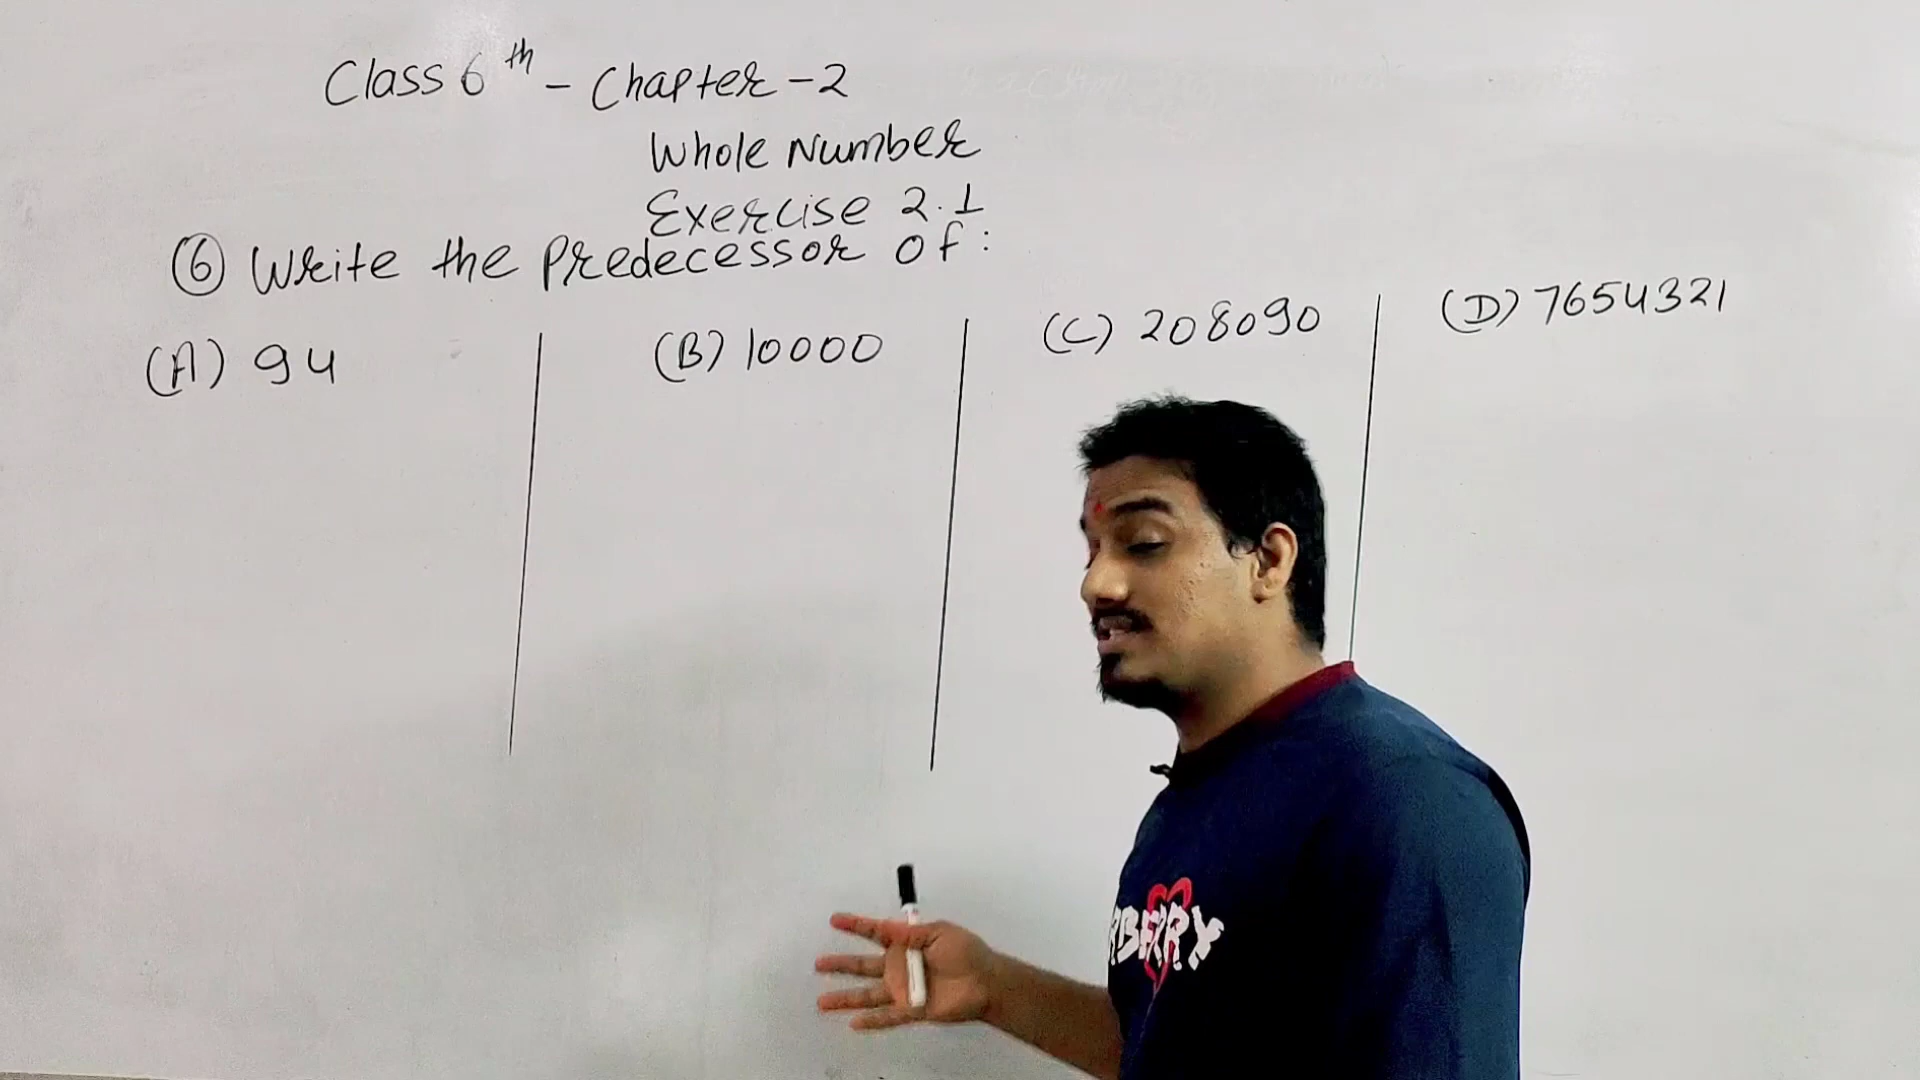 Class 6th - Chapter - 2
Whole Number
Exercise 2.1
⑥ Write the Predecessor of:
(A) 94
(B) 10000
(C) 208090
(D) 7654321